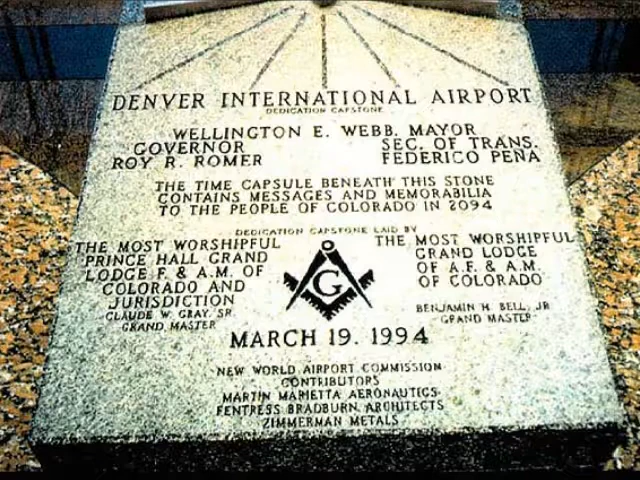 DENVER INTERNATIONAL AIRPORT
DEDICATION CAPSTONE
WELLINGTON E. WEBB, MAYOR
GOVERNOR
ROY R. ROMER
SEC. OF TRANS.
FEDERICO PEÑA
THE TIME CAPSULE BENEATH THIS STONE
CONTAINS MESSAGES AND MEMORABILIA
TO THE PEOPLE OF COLORADO IN 2094
DEDICATION CAPSTONE LAID BY
THE MOST WORSHIPFUL
PRINCE HALL GRAND
LODGE F. & A.M. OF
COLORADO AND
JURISDICTION
CLAUDE W. GRAY, SR.
GRAND MASTER
G
THE MOST WORSHIPFUL
GRAND LODGE
OF A.F. & A.M.
OF COLORADO
BENJAMIN H. BELL, JR
GRAND MASTER
MARCH 19, 1994
NEW WORLD AIRPORT COMMISSION
CONTRIBUTORS
MARTIN MARIETTA AERONAUTICS
FENTRESS BRADBURN ARCHITECTS
ZIMMERMAN METALS